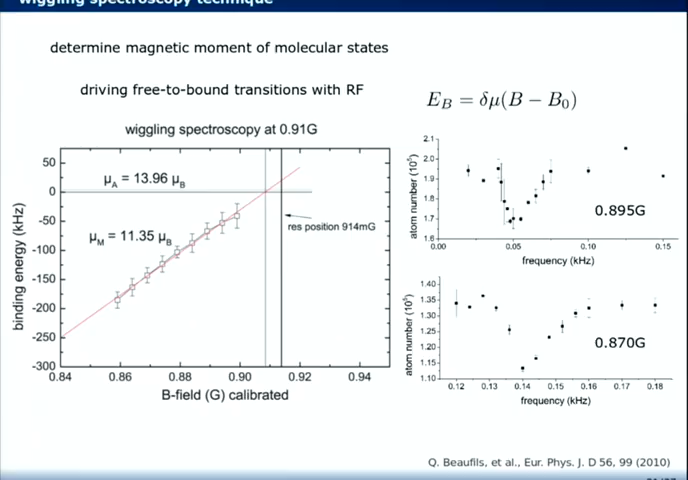 wiggling spectroscopy technique
determine magnetic moment of molecular states
driving free-to-bound transitions with RF
E_B = δμ(B − B_0)
wiggling spectroscopy at 0.91G
binding energy (kHz)
50
0
-50
-100
-150
-200
-250
-300
μ_A = 13.96 μ_B
μ_M = 11.35 μ_B
res position 914mG
0.84 0.86 0.88 0.90 0.92 0.94
B-field (G) calibrated
atom number (10⁵)
2.1
2.0
1.9
1.8
1.7
1.6
0.895G
0.00 0.05 0.10 0.15
frequency (kHz)
atom number (10⁵)
1.40
1.35
1.30
1.25
1.20
1.15
1.10
0.870G
0.12 0.13 0.14 0.15 0.16 0.17 0.18
frequency (kHz)
Q. Beaufils, et al., Eur. Phys. J. D 56, 99 (2010)